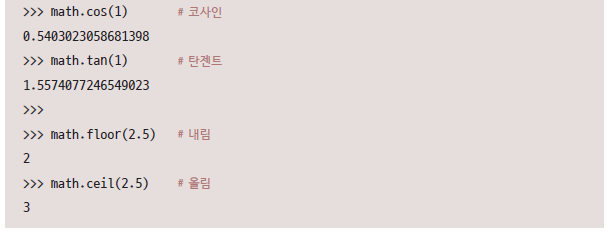 >>> math.cos(1) # 코사인
0.5403023058681398
>>> math.tan(1) # 탄젠트
1.5574077246549023
>>>
>>> math.floor(2.5) # 내림
2
>>> math.ceil(2.5) # 올림
3